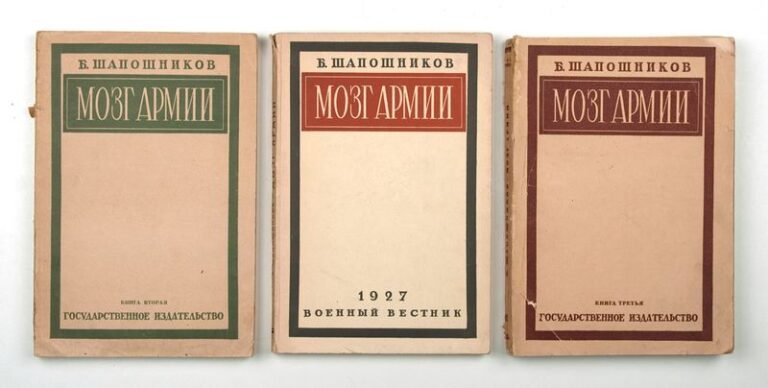 Б. ШАПОШНИКОВ
МОЗГ АРМИИ
КНИГА ВТОРАЯ
ГОСУДАРСТВЕННОЕ ИЗДАТЕЛЬСТВО
Б. ШАПОШНИКОВ
МОЗГ АРМИИ
1927
ВОЕННЫЙ ВЕСТНИК
Б. ШАПОШНИКОВ
МОЗГ АРМИИ
КНИГА ТРЕТЬЯ
ГОСУДАРСТВЕННОЕ ИЗДАТЕЛЬСТВО